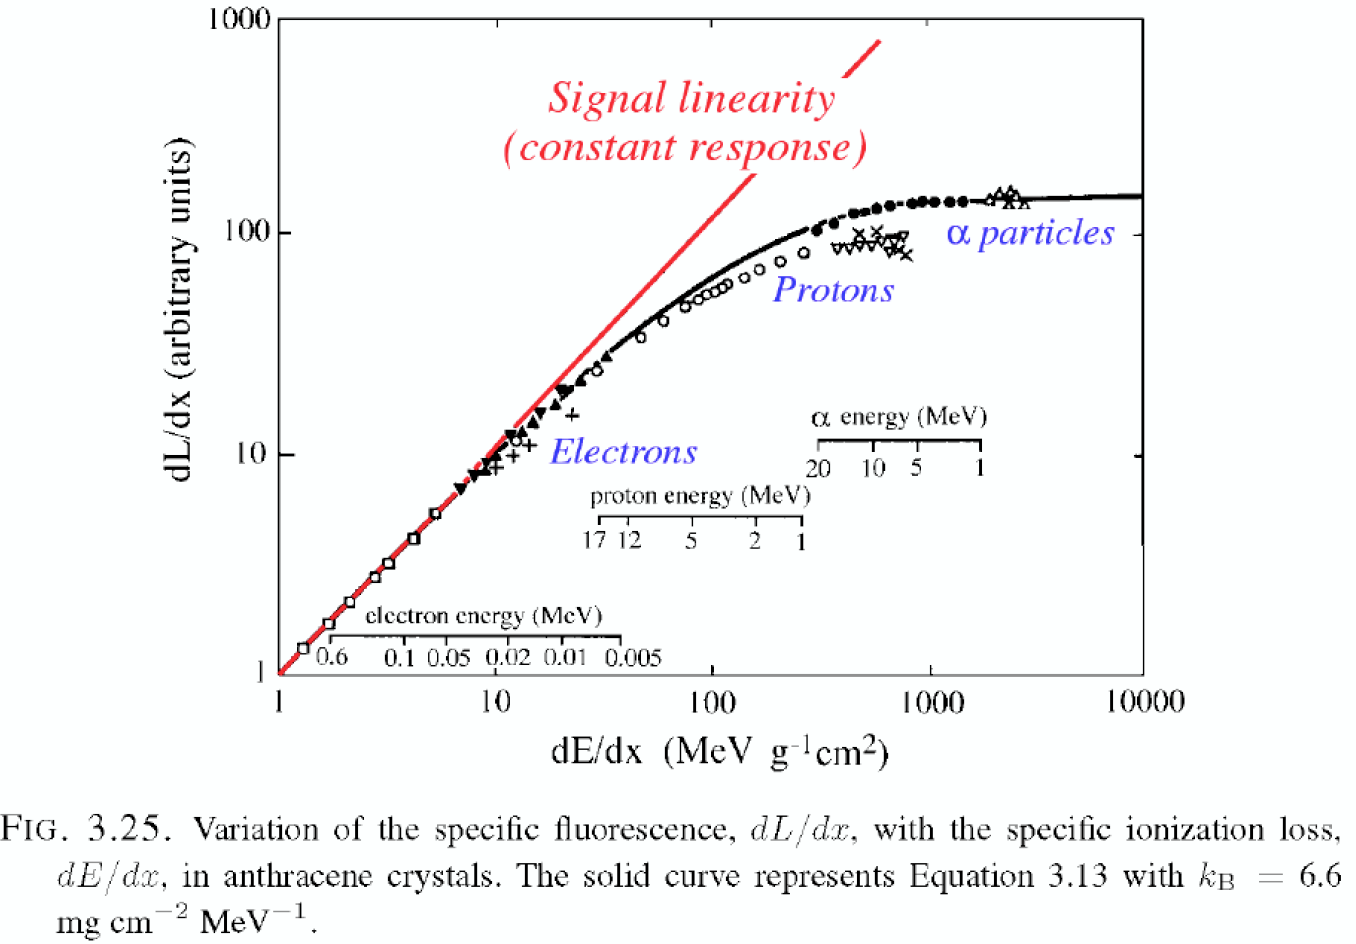 1000
Signal linearity
(constant response)
dL/dx (arbitrary units)
100
α particles
Protons
α energy (MeV)
20 10 5 1
10
Electrons
proton energy (MeV)
17 12 5 2 1
electron energy (MeV)
0.6 0.1 0.05 0.02 0.01 0.005
1
1 10 100 1000 10000
dE/dx (MeV g⁻¹cm²)
FIG. 3.25. Variation of the specific fluorescence, dL/dx, with the specific ionization loss,
dE/dx, in anthracene crystals. The solid curve represents Equation 3.13 with k_B = 6.6
mg cm⁻² MeV⁻¹.